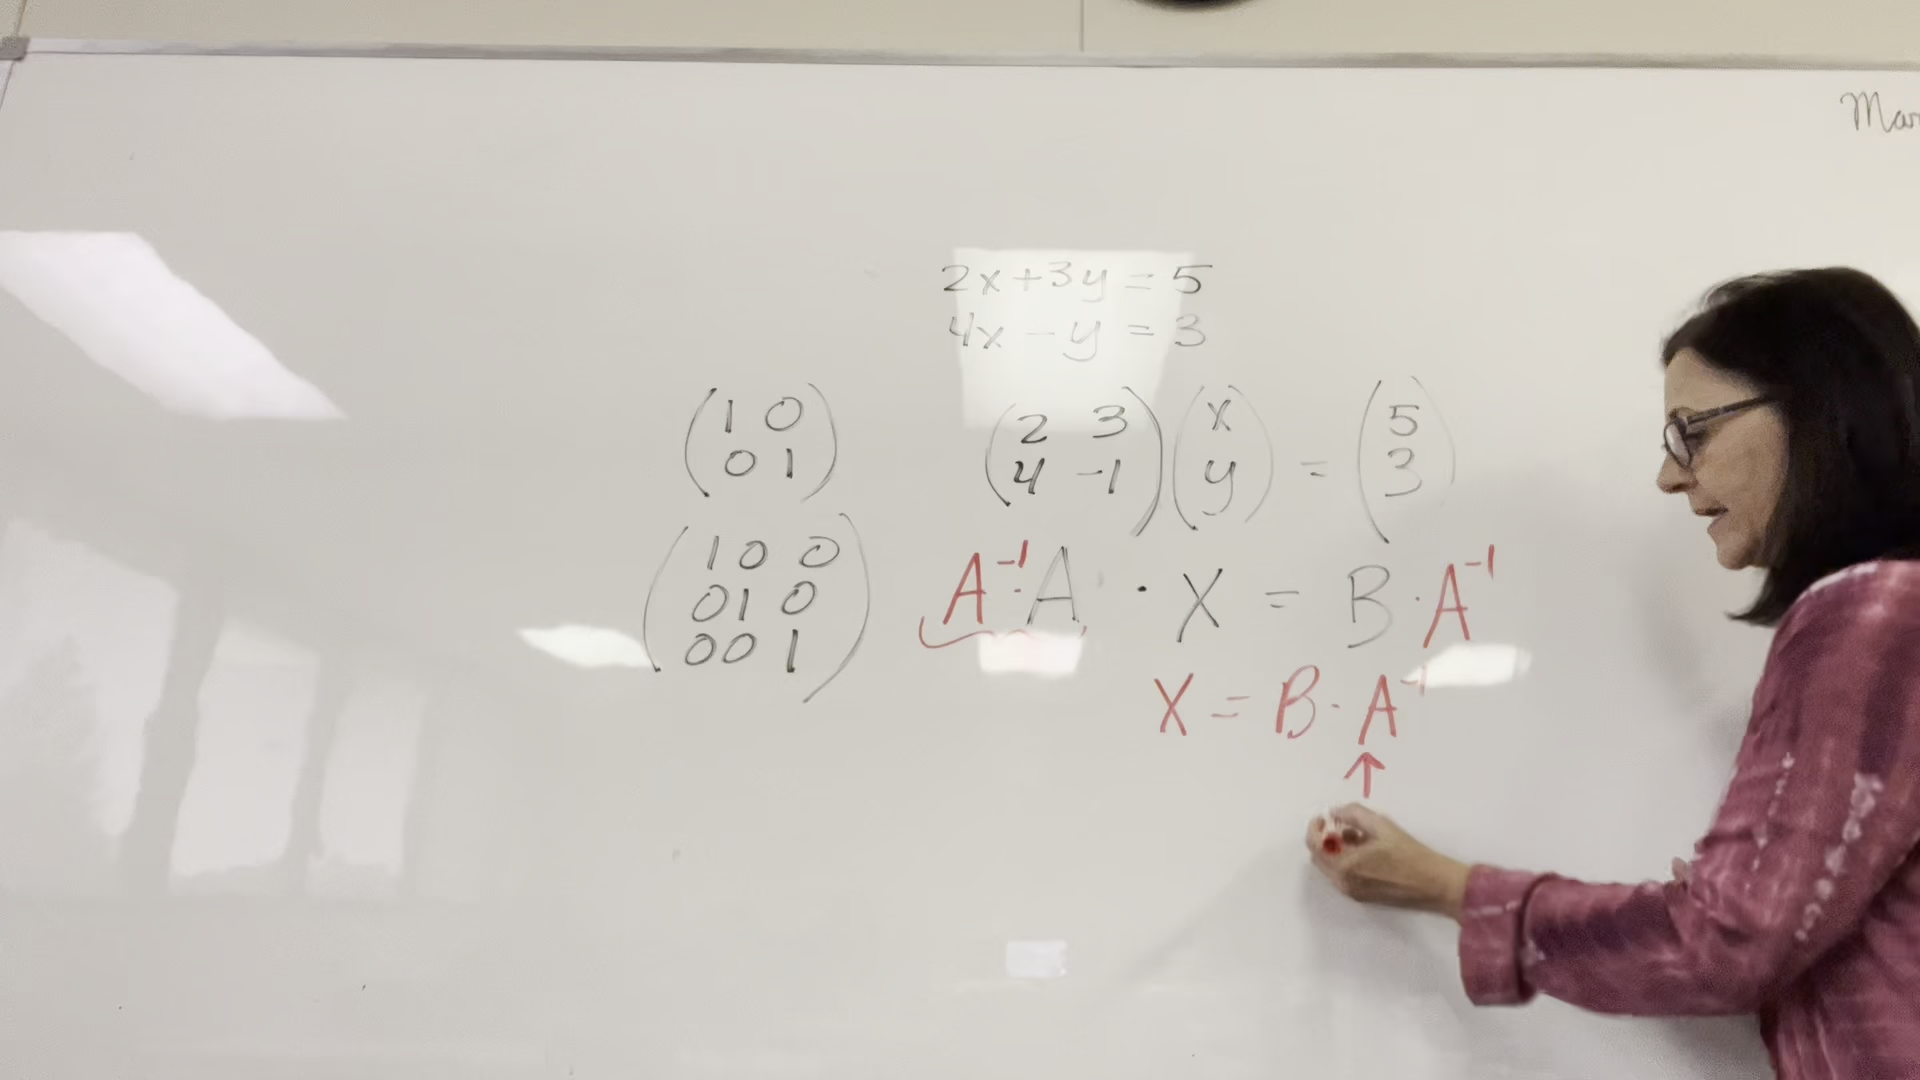 Mar
2x+3y=5
4x-y=3
(1 0
0 1)
(2 3
4 -1)(x
y) = (5
3)
(1 0 0
0 1 0
0 0 1)
A⁻¹·A · X = B·A⁻¹
X = B·A⁻¹
↑